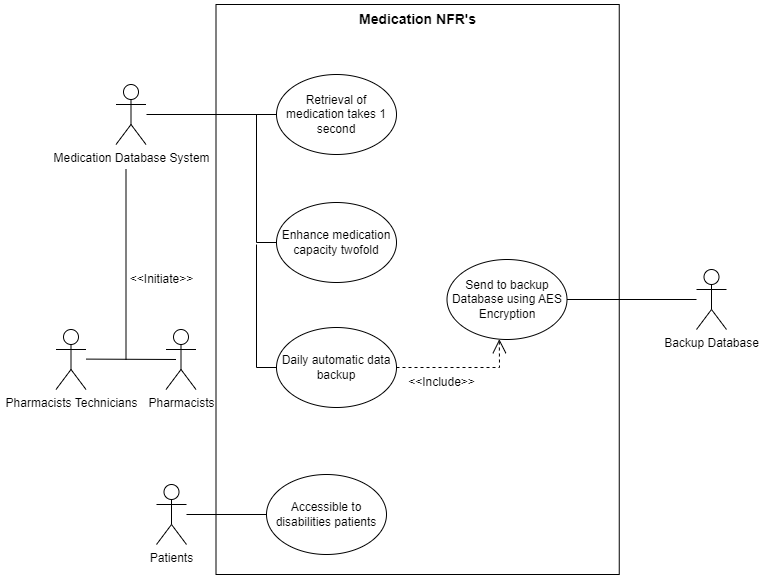 Medication NFR's
Retrieval of
medication takes 1
second
Medication Database System
Enhance medication
capacity twofold
<<Initiate>>
Send to backup
Database using AES
Encryption
Backup Database
Daily automatic data
backup
<<Include>>
Pharmacists Technicians
Pharmacists
Accessible to
disabilities patients
Patients